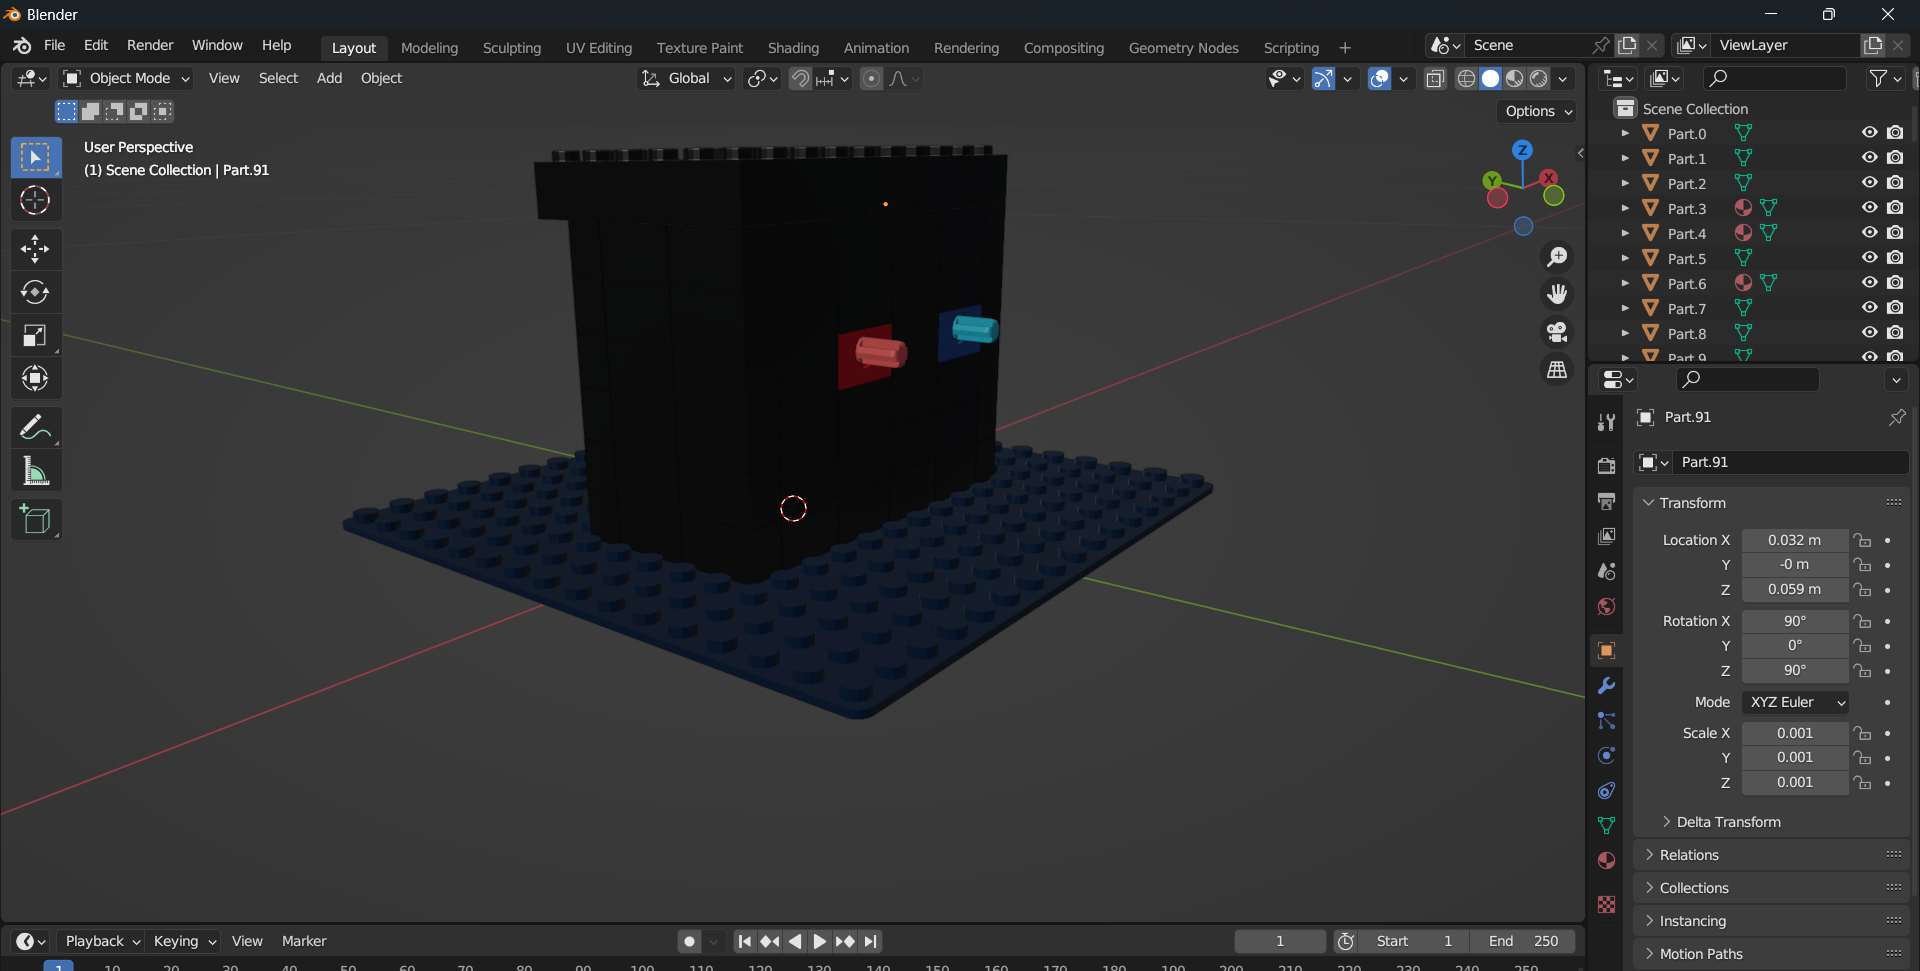 Blender
File Edit Render Window Help Layout Modeling Sculpting UV Editing Texture Paint Shading Animation Rendering Compositing Geometry Nodes Scripting + Scene ViewLayer
Object Mode View Select Add Object Global
Options
User Perspective
(1) Scene Collection | Part.91
Z
Y X
Scene Collection
Part.0
Part.1
Part.2
Part.3
Part.4
Part.5
Part.6
Part.7
Part.8
Part.9
Part.91
Part.91
Transform
Location X 0.032 m
Y -0 m
Z 0.059 m
Rotation X 90°
Y 0°
Z 90°
Mode XYZ Euler
Scale X 0.001
Y 0.001
Z 0.001
Delta Transform
Relations
Collections
Instancing
Motion Paths
Playback Keying View Marker 1 Start 1 End 250
1 10 20 30 40 50 60 70 80 90 100 110 120 130 140 150 160 170 180 190 200 210 220 230 240 250